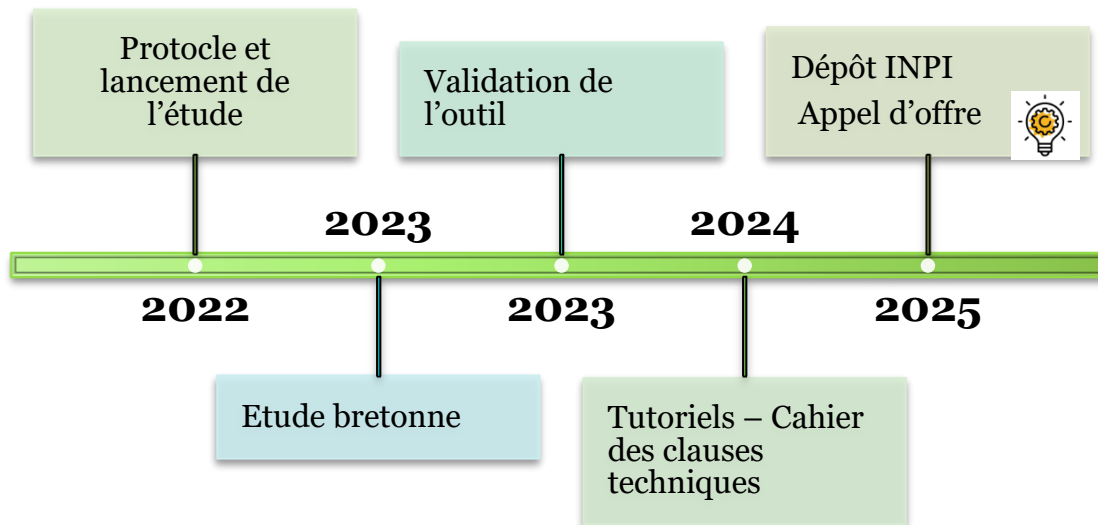 Protocle et
lancement de
l’étude
Validation de
l’outil
Dépôt INPI
Appel d’offre
2023
2024
2022
2023
2025
Etude bretonne
Tutoriels – Cahier
des clauses
techniques